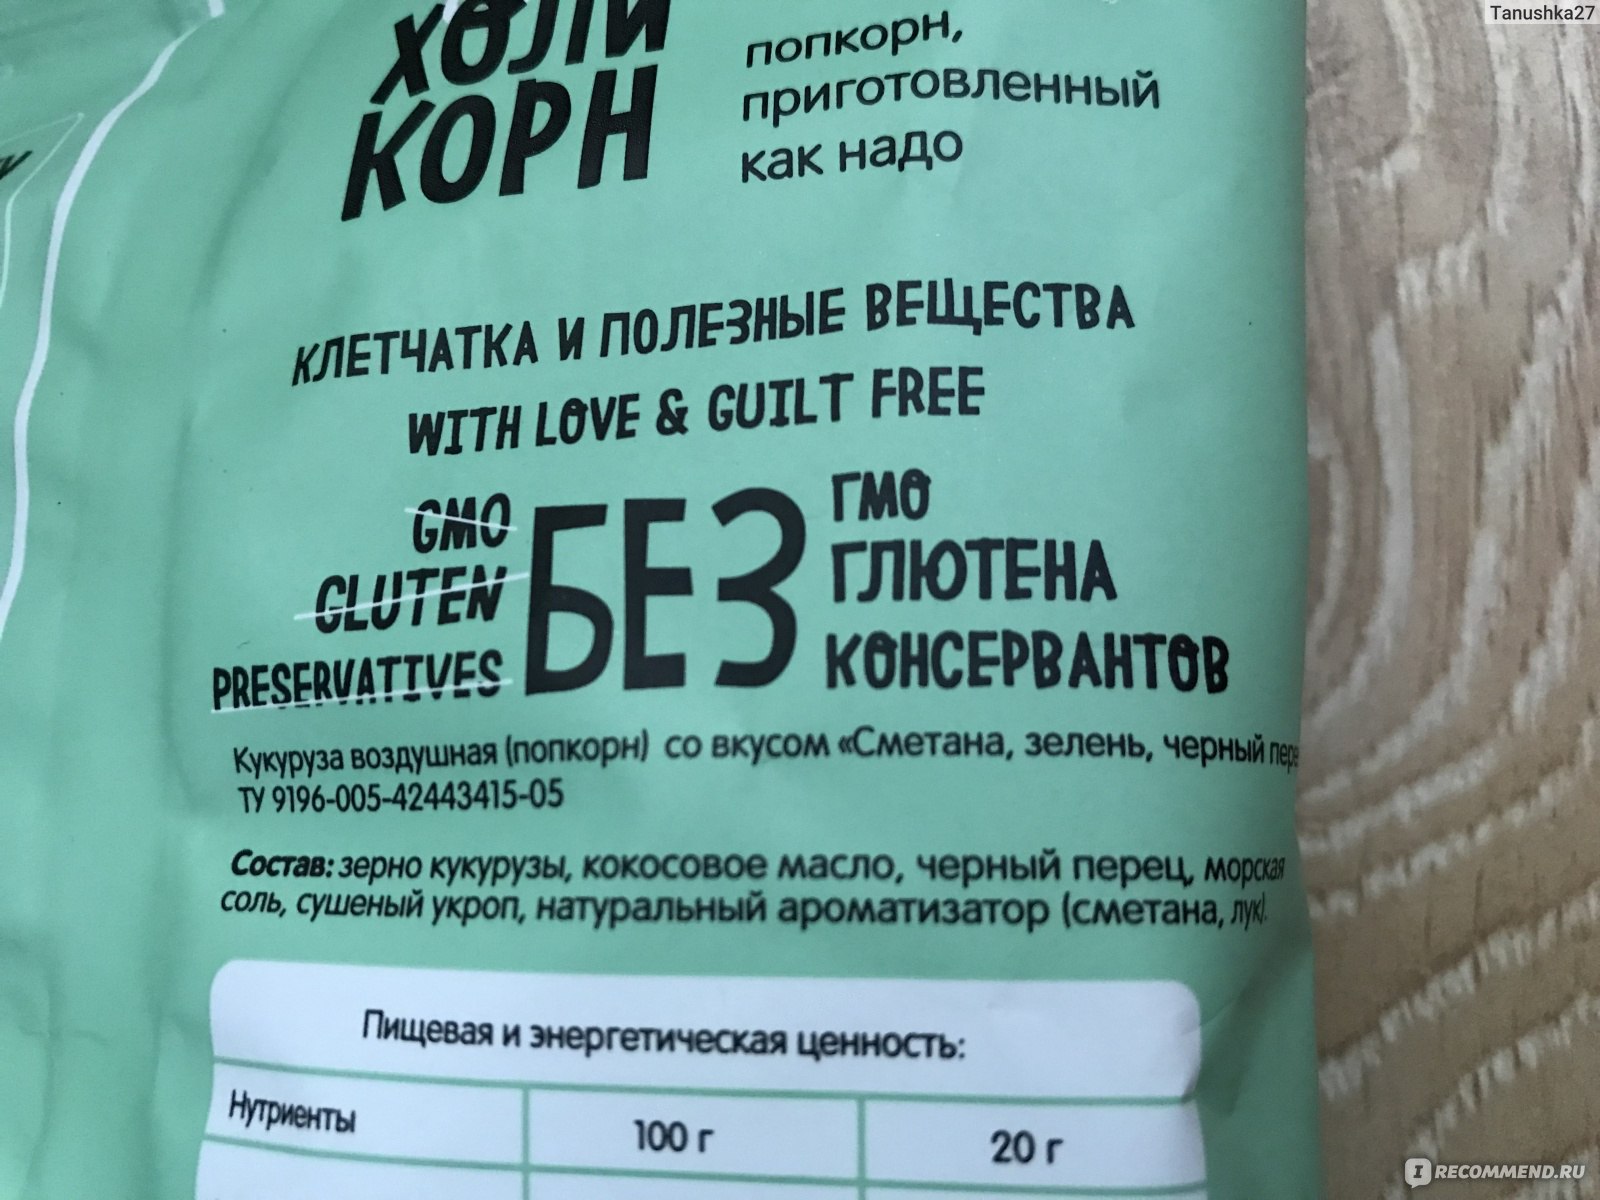 Tanushka27
ХОЛИ
КОРН
попкорн,
приготовленный
как надо
КЛЕТЧАТКА И ПОЛЕЗНЫЕ ВЕЩЕСТВА
WITH LOVE & GUILT FREE
GMO
GLUTEN
PRESERVATIVES
БЕЗ
ГМО
ГЛЮТЕНА
КОНСЕРВАНТОВ
Кукуруза воздушная (попкорн) со вкусом «Сметана, зелень, черный
ТУ 9196-005-42443415-05
Состав: зерно кукурузы, кокосовое масло, черный перец, морская
соль, сушеный укроп, натуральный ароматизатор (сметана, лук).
Пищевая и энергетическая ценность:
Нутриенты 100 г 20 г
IRECOMMEND.RU